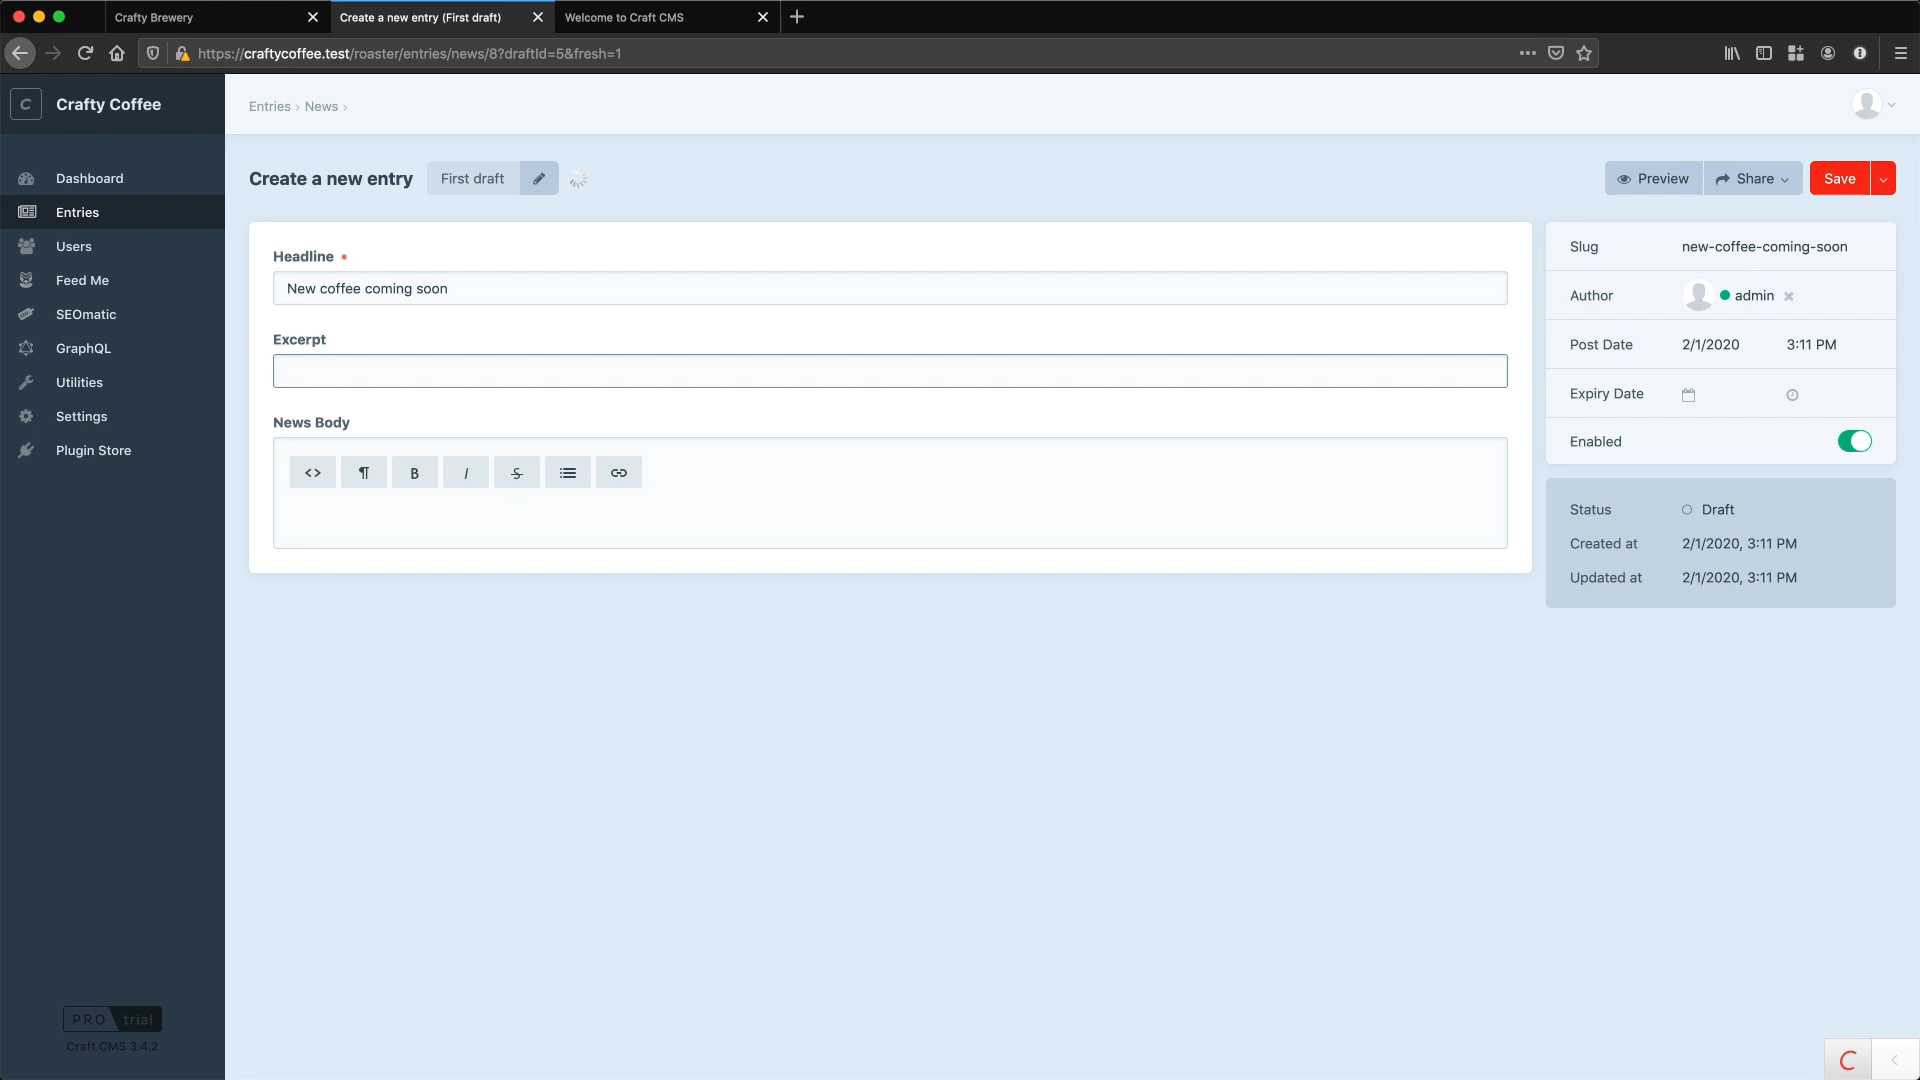 Crafty Brewery
Create a new entry (First draft)
Welcome to Craft CMS
https://craftycoffee.test/roaster/entries/news/8?draftId=5&fresh=1
C
Crafty Coffee
Entries › News ›
Dashboard
Entries
Users
Feed Me
SEOmatic
GraphQL
Utilities
Settings
Plugin Store
PRO trial
Craft CMS 3.4.2
Create a new entry
First draft
Preview
Share
Save
Headline *
New coffee coming soon
Excerpt
News Body
<> ¶ B I S
Slug new-coffee-coming-soon
Author admin
Post Date 2/1/2020 3:11 PM
Expiry Date
Enabled
Status Draft
Created at 2/1/2020, 3:11 PM
Updated at 2/1/2020, 3:11 PM
C